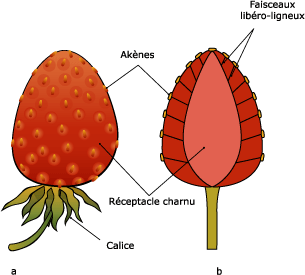 Faisceaux
libéro-ligneux
Akènes
Réceptacle charnu
Calice
a
b